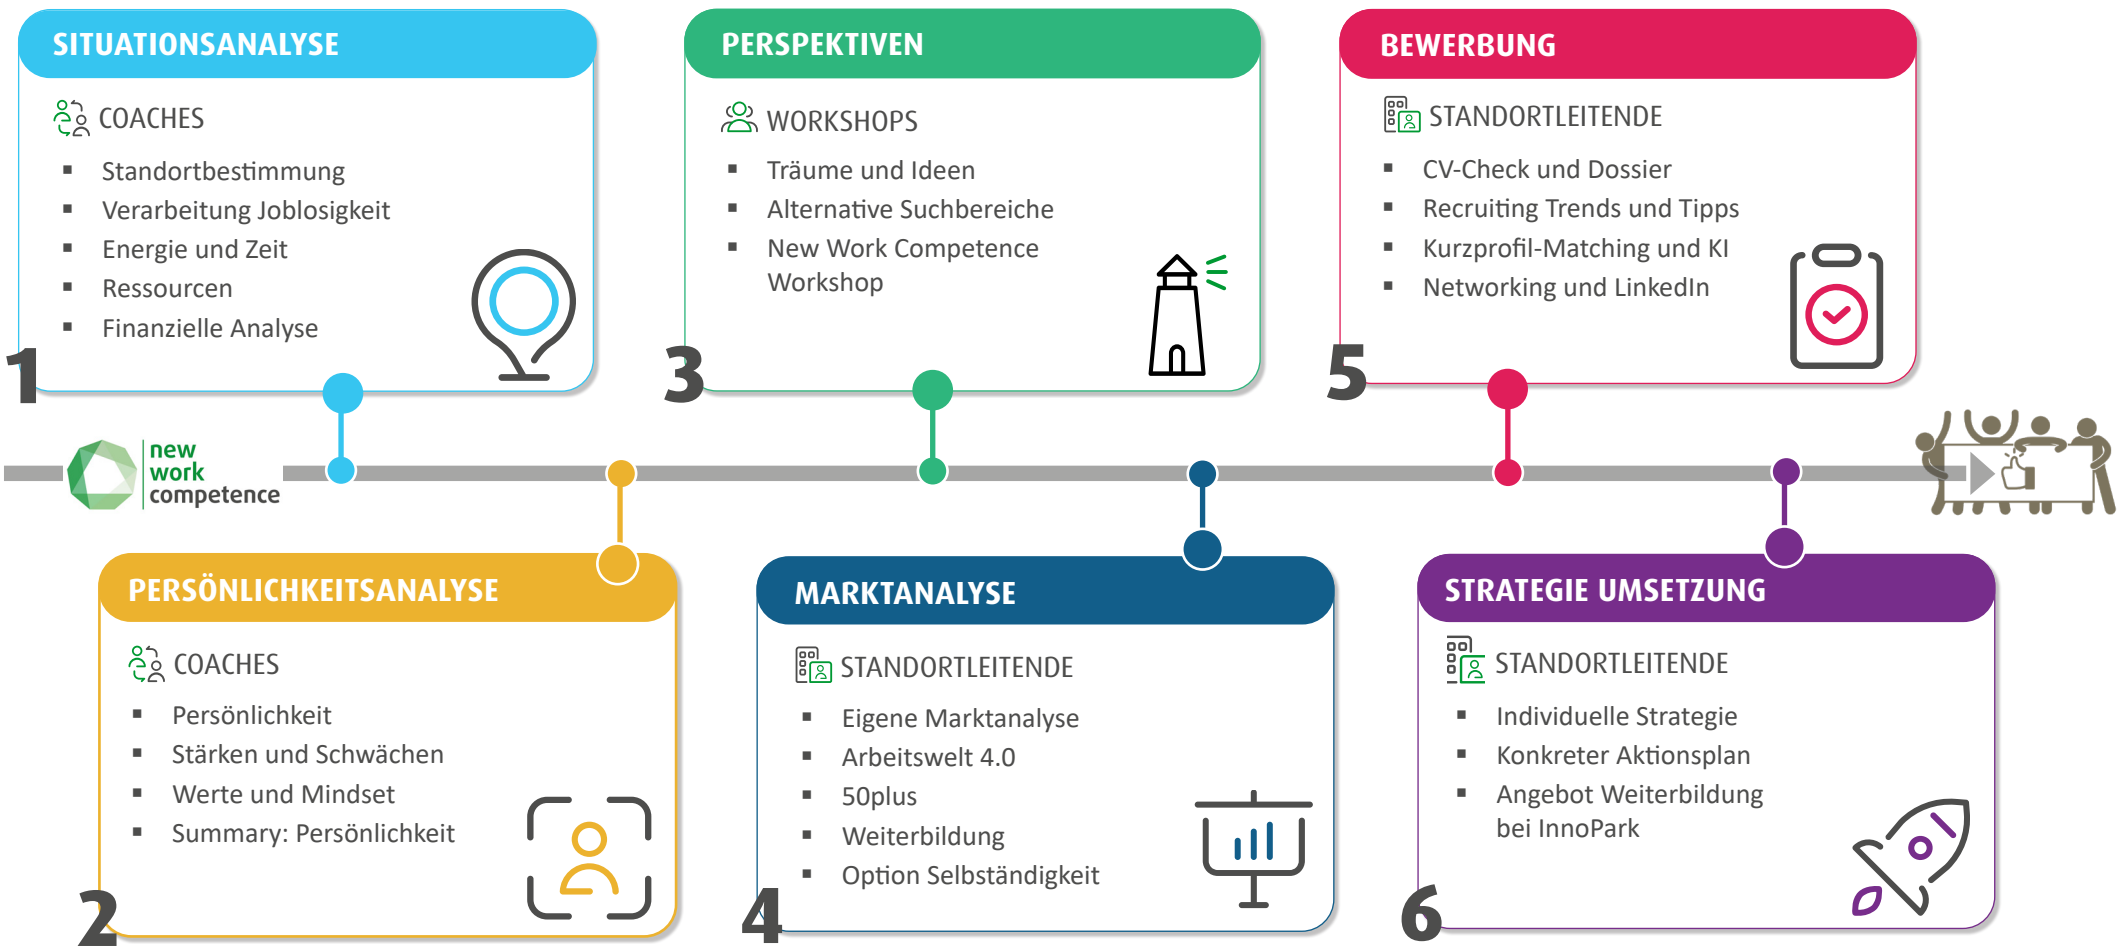 SITUATIONSANALYSE
COACHES
▪ Standortbestimmung
▪ Verarbeitung Joblosigkeit
▪ Energie und Zeit
▪ Ressourcen
▪ Finanzielle Analyse
1
PERSÖNLICHKEITSANALYSE
COACHES
▪ Persönlichkeit
▪ Stärken und Schwächen
▪ Werte und Mindset
▪ Summary: Persönlichkeit
2
PERSPEKTIVEN
WORKSHOPS
▪ Träume und Ideen
▪ Alternative Suchbereiche
▪ New Work Competence
Workshop
3
MARKTANALYSE
STANDORTLEITENDE
▪ Eigene Marktanalyse
▪ Arbeitswelt 4.0
▪ 50plus
▪ Weiterbildung
▪ Option Selbständigkeit
4
BEWERBUNG
STANDORTLEITENDE
▪ CV-Check und Dossier
▪ Recruiting Trends und Tipps
▪ Kurzprofil-Matching und KI
▪ Networking und LinkedIn
5
STRATEGIE UMSETZUNG
STANDORTLEITENDE
▪ Individuelle Strategie
▪ Konkreter Aktionsplan
▪ Angebot Weiterbildung
bei InnoPark
6
new
work
competence